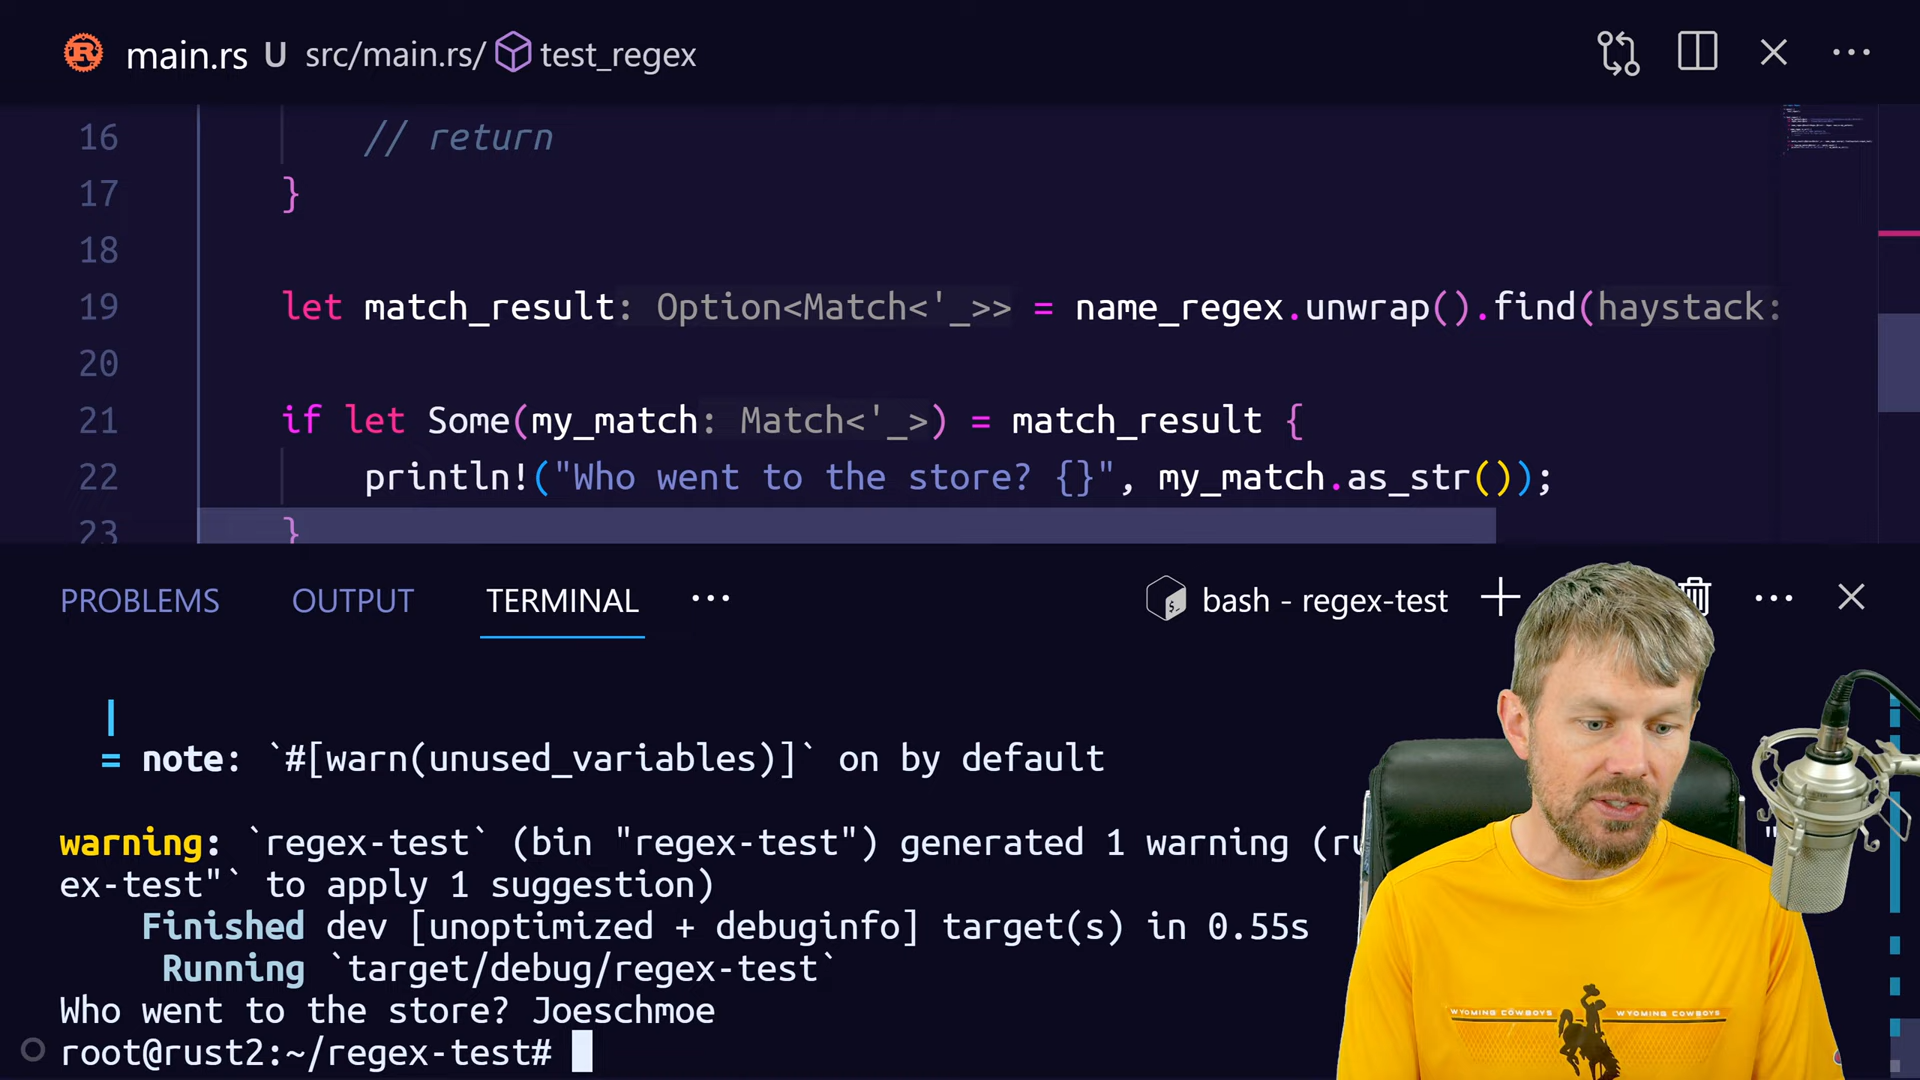 main.rs U src/main.rs/ test_regex
16 // return
17 }
18
19 let match_result: Option<Match<'_>> = name_regex.unwrap().find(haystack:
20
21 if let Some(my_match: Match<'_>) = match_result {
22 println!("Who went to the store? {}", my_match.as_str());
23 }
PROBLEMS OUTPUT TERMINAL ... bash - regex-test
|
= note: `#[warn(unused_variables)]` on by default
warning: `regex-test` (bin "regex-test") generated 1 warning (ru "
ex-test"` to apply 1 suggestion)
Finished dev [unoptimized + debuginfo] target(s) in 0.55s
Running `target/debug/regex-test`
Who went to the store? Joeschmoe
root@rust2:~/regex-test#
WYOMING COWBOYS WYOMING COWBOYS